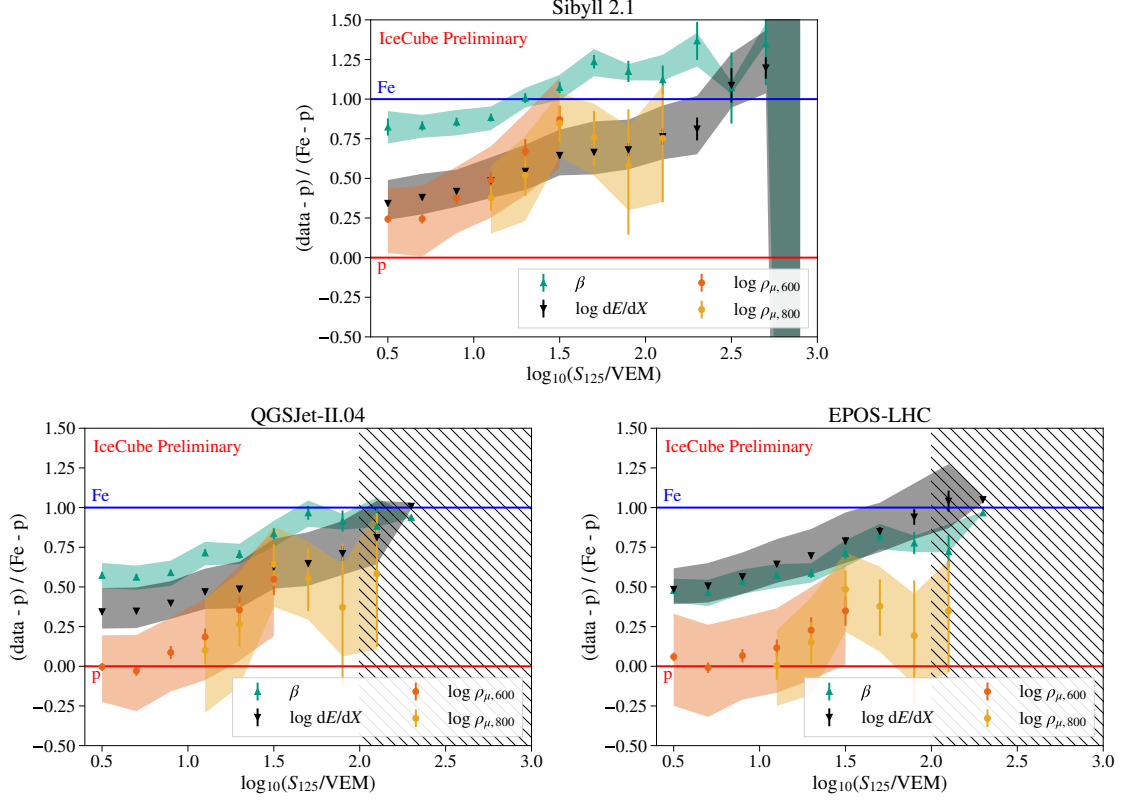 Sibyll 2.1
IceCube Preliminary
Fe
p
(data - p) / (Fe - p)
1.50
1.25
1.00
0.75
0.50
0.25
0.00
−0.25
−0.50
β
log dE/dX
log ρμ,600
log ρμ,800
0.5 1.0 1.5 2.0 2.5 3.0
log10(S125/VEM)
QGSJet-II.04
IceCube Preliminary
Fe
p
(data - p) / (Fe - p)
1.50
1.25
1.00
0.75
0.50
0.25
0.00
−0.25
−0.50
β
log dE/dX
log ρμ,600
log ρμ,800
0.5 1.0 1.5 2.0 2.5 3.0
log10(S125/VEM)
EPOS-LHC
IceCube Preliminary
Fe
p
(data - p) / (Fe - p)
1.50
1.25
1.00
0.75
0.50
0.25
0.00
−0.25
−0.50
β
log dE/dX
log ρμ,600
log ρμ,800
0.5 1.0 1.5 2.0 2.5 3.0
log10(S125/VEM)